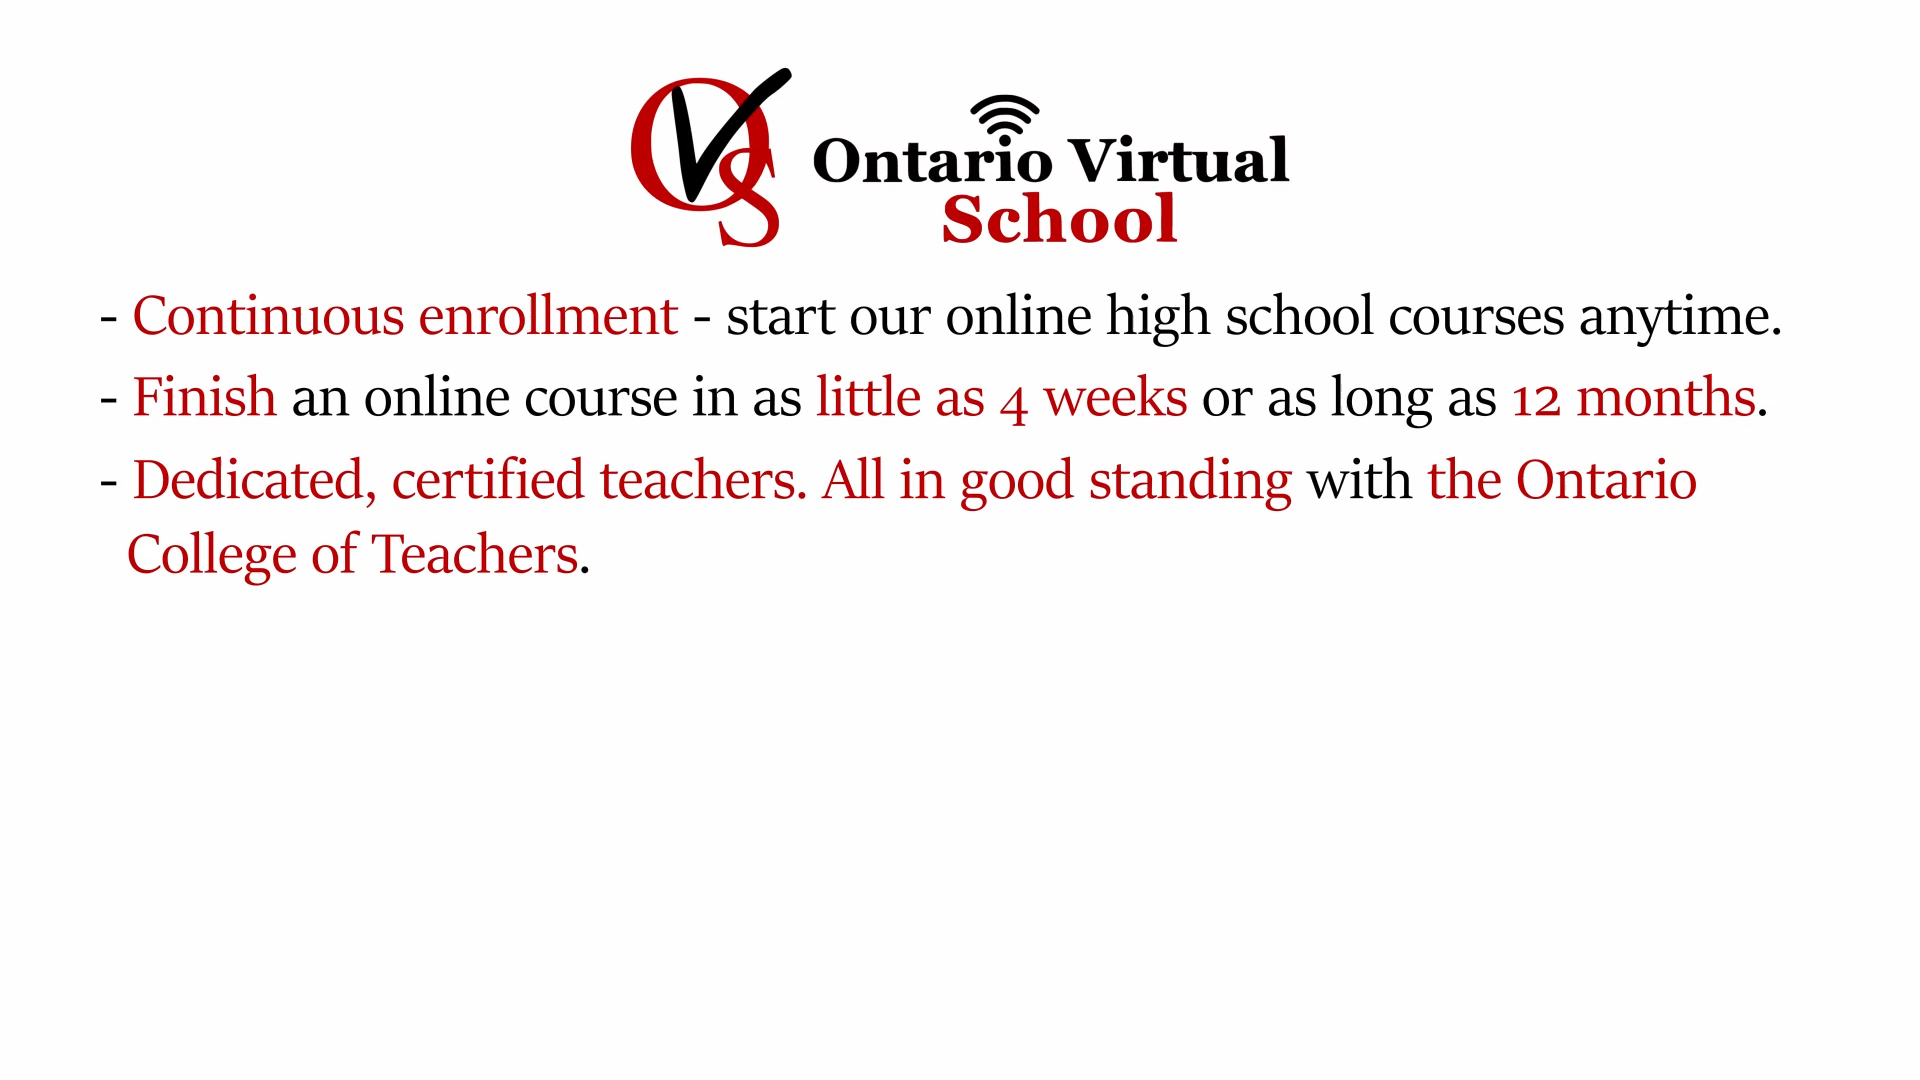 OVS
Ontario Virtual
School
- Continuous enrollment - start our online high school courses anytime.
- Finish an online course in as little as 4 weeks or as long as 12 months.
- Dedicated, certified teachers. All in good standing with the Ontario
College of Teachers.